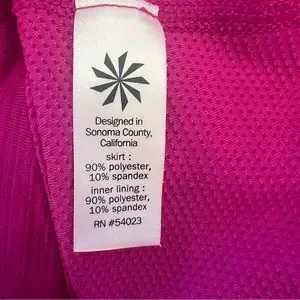 Designed in
Sonoma County,
California
skirt :
90% polyester,
10% spandex
inner lining :
90% polyester,
10% spandex
RN #54023